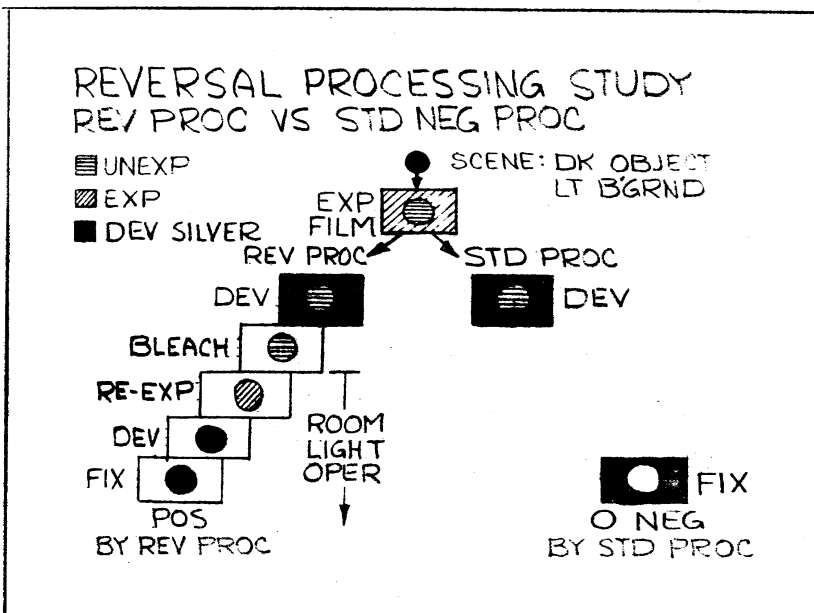 REVERSAL PROCESSING STUDY
REV PROC VS STD NEG PROC
UNEXP
EXP
DEV SILVER
SCENE: DK OBJECT
LT B'GRND
EXP
FILM
REV PROC
STD PROC
DEV
DEV
BLEACH
RE-EXP
DEV
FIX
ROOM
LIGHT
OPER
POS
BY REV PROC
FIX
O NEG
BY STD PROC